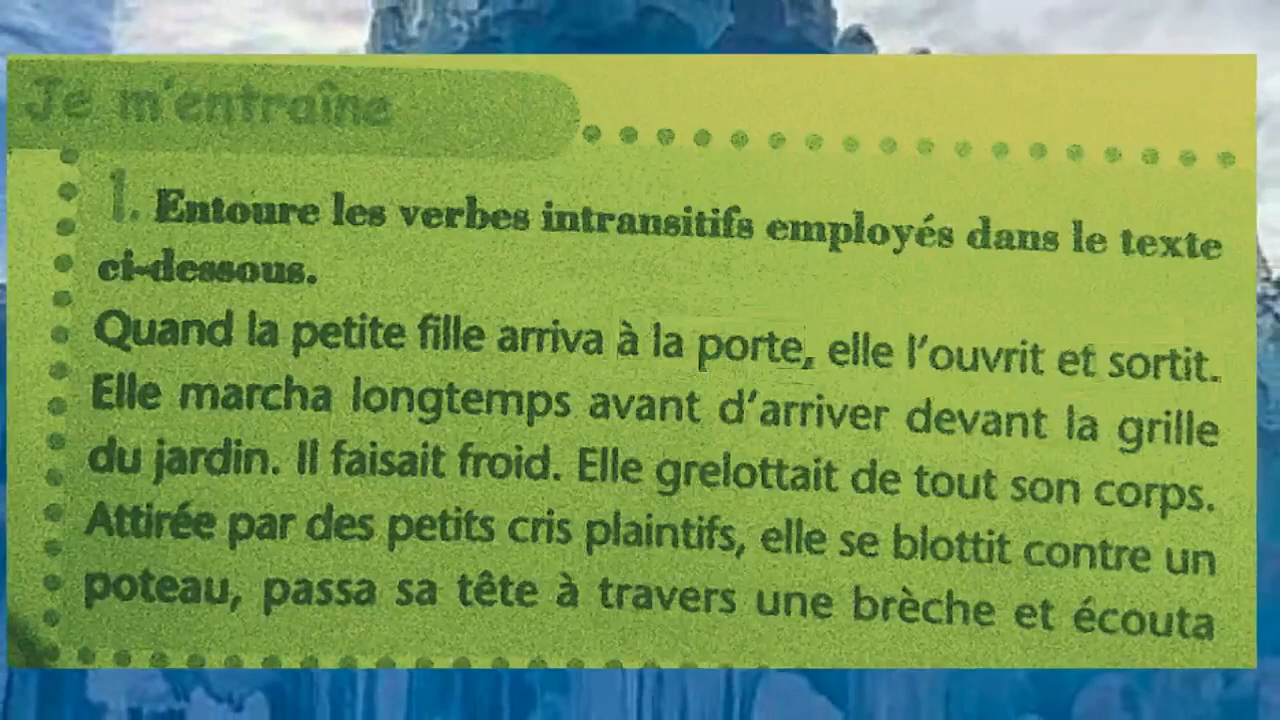 Je m'entraîne
1. Entoure les verbes intransitifs employés dans le texte
ci-dessous.
Quand la petite fille arriva à la porte, elle l'ouvrit et sortit.
Elle marcha longtemps avant d'arriver devant la grille
du jardin. Il faisait froid. Elle grelottait de tout son corps.
Attirée par des petits cris plaintifs, elle se blottit contre un
poteau, passa sa tête à travers une brèche et écouta